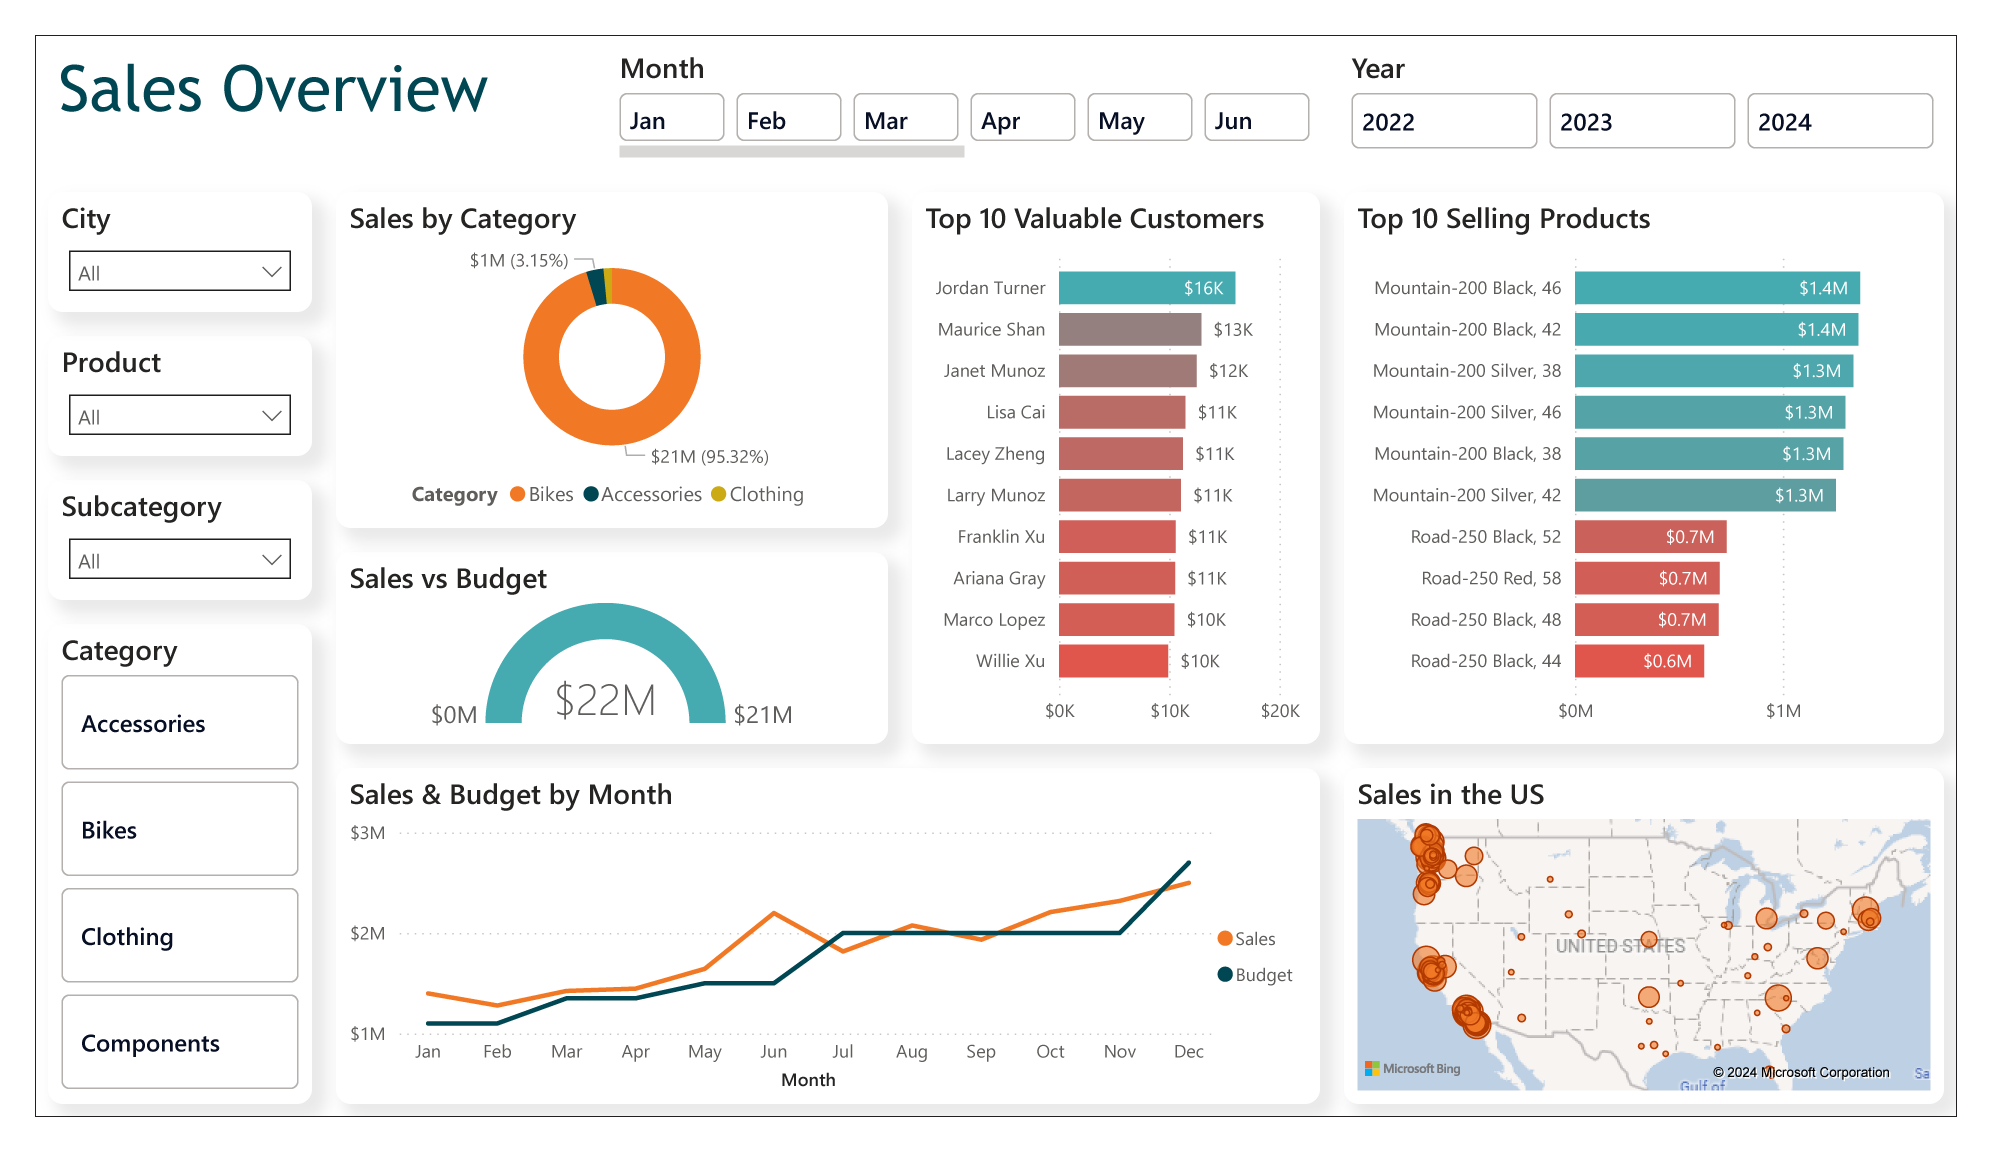 Sales Overview
Month
Jan Feb Mar Apr May Jun
Year
2022 2023 2024
City
All
Product
All
Subcategory
All
Category
Accessories
Bikes
Clothing
Components
Sales by Category
$1M (3.15%)
$21M (95.32%)
Category Bikes Accessories Clothing
Sales vs Budget
$0M $22M $21M
Top 10 Valuable Customers
Jordan Turner $16K
Maurice Shan $13K
Janet Munoz $12K
Lisa Cai $11K
Lacey Zheng $11K
Larry Munoz $11K
Franklin Xu $11K
Ariana Gray $11K
Marco Lopez $10K
Willie Xu $10K
$0K $10K $20K
Top 10 Selling Products
Mountain-200 Black, 46 $1.4M
Mountain-200 Black, 42 $1.4M
Mountain-200 Silver, 38 $1.3M
Mountain-200 Silver, 46 $1.3M
Mountain-200 Black, 38 $1.3M
Mountain-200 Silver, 42 $1.3M
Road-250 Black, 52 $0.7M
Road-250 Red, 58 $0.7M
Road-250 Black, 48 $0.7M
Road-250 Black, 44 $0.6M
$0M $1M
Sales & Budget by Month
$3M
$2M
$1M
Jan Feb Mar Apr May Jun Jul Aug Sep Oct Nov Dec
Month
Sales
Budget
Sales in the US
UNITED STATES
Microsoft Bing
© 2024 Microsoft Corporation
Gulf of
Sa